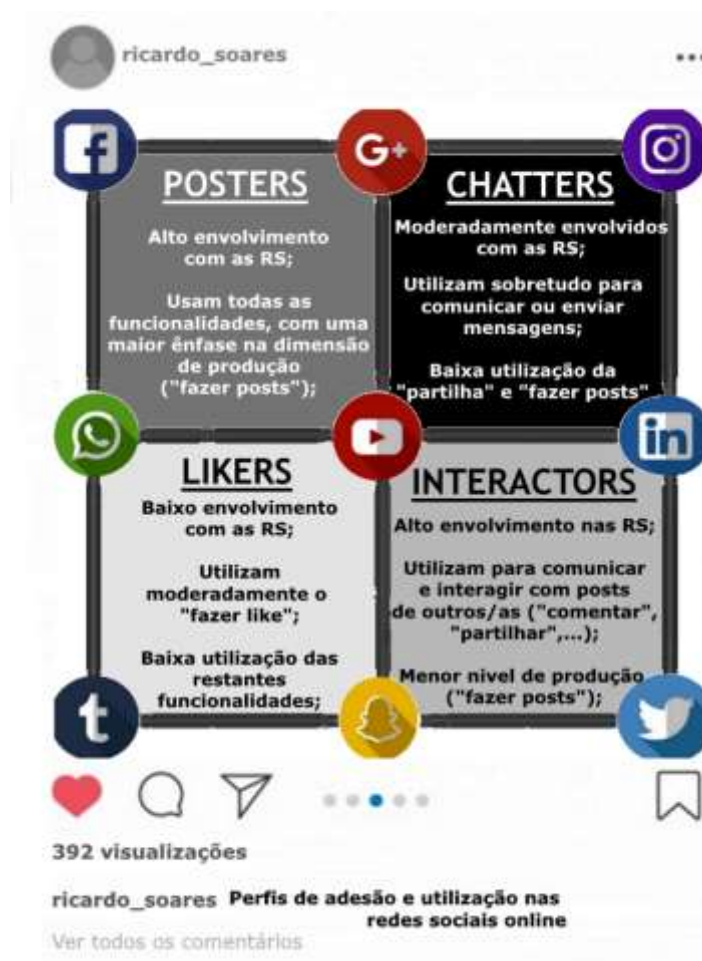 ricardo_soares
POSTERS
Alto envolvimento
com as RS;
Usam todas as
funcionalidades, com uma
maior ênfase na dimensão
de produção
("fazer posts");
CHATTERS
Moderadamente envolvidos
com as RS;
Utilizam sobretudo para
comunicar ou enviar
mensagens;
Baixa utilização da
"partilha" e "fazer posts"
LIKERS
Baixo envolvimento
com as RS;
Utilizam
moderadamente o
"fazer like";
Baixa utilização das
restantes
funcionalidades;
INTERACTORS
Alto envolvimento nas RS;
Utilizam para comunicar
e interagir com posts
de outros/as ("comentar",
"partilhar",...);
Menor nivel de produção
("fazer posts");
392 visualizações
ricardo_soares Perfis de adesão e utilização nas
redes sociais online
Ver todos os comentários